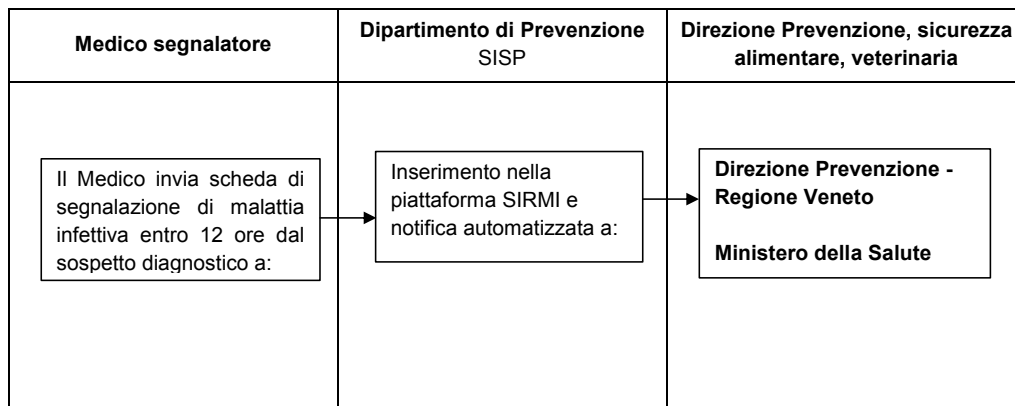 Medico segnalatore
Dipartimento di Prevenzione
SISP
Direzione Prevenzione, sicurezza
alimentare, veterinaria
Il Medico invia scheda di
segnalazione di malattia
infettiva entro 12 ore dal
sospetto diagnostico a:
Inserimento nella
piattaforma SIRMI e
notifica automatizzata a:
Direzione Prevenzione -
Regione Veneto
Ministero della Salute